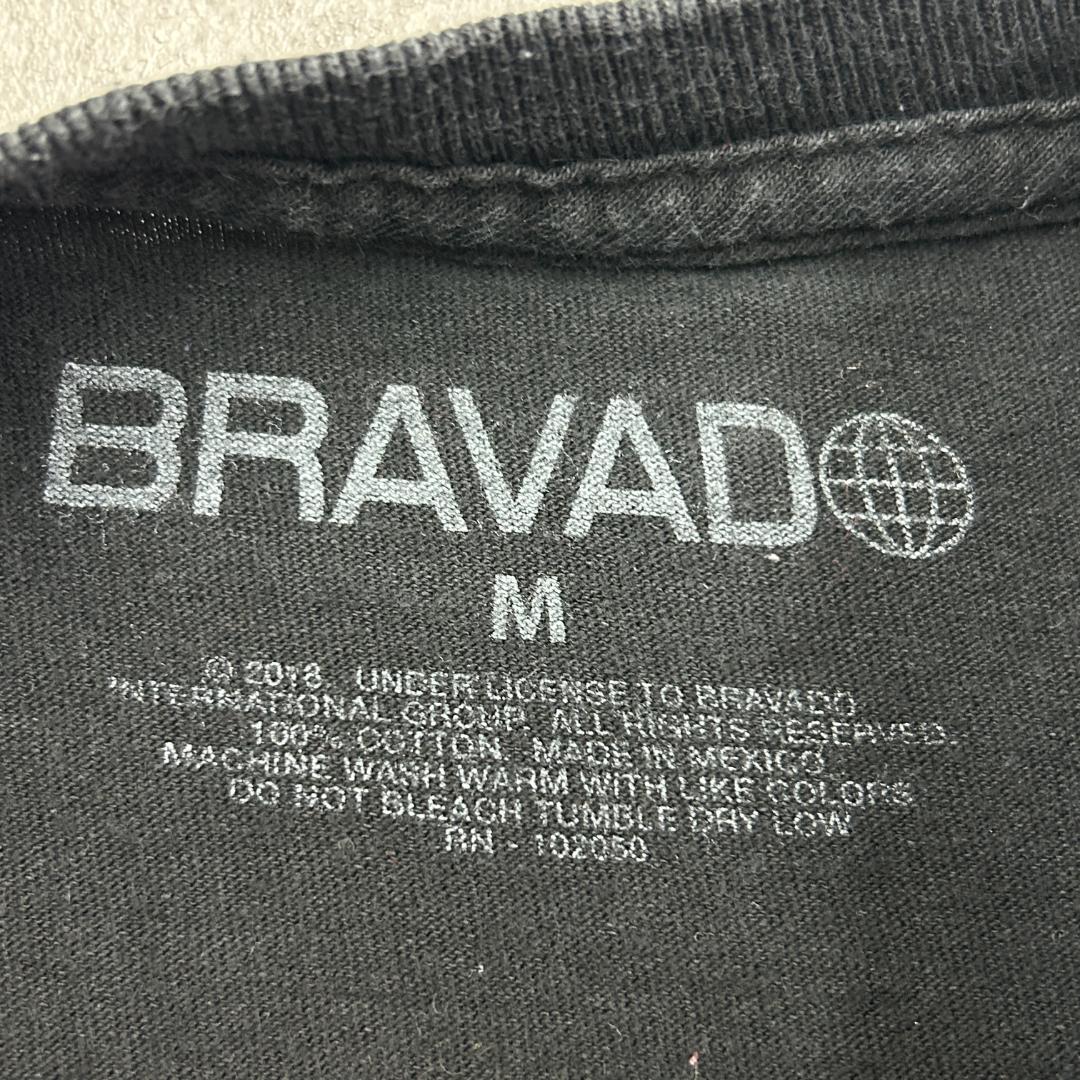 BRAVADO
M
© 2018. UNDER LICENSE TO BRAVADO
INTERNATIONAL GROUP. ALL RIGHTS RESERVED.
100% COTTON. MADE IN MEXICO.
MACHINE WASH WARM WITH LIKE COLORS
DO NOT BLEACH TUMBLE DRY LOW
RN - 102050